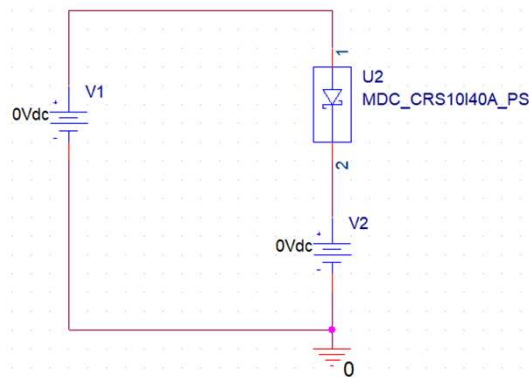 1
U2
MDC_CRS10I40A_PS
V1
0Vdc
+
-
2
V2
0Vdc
+
-
0